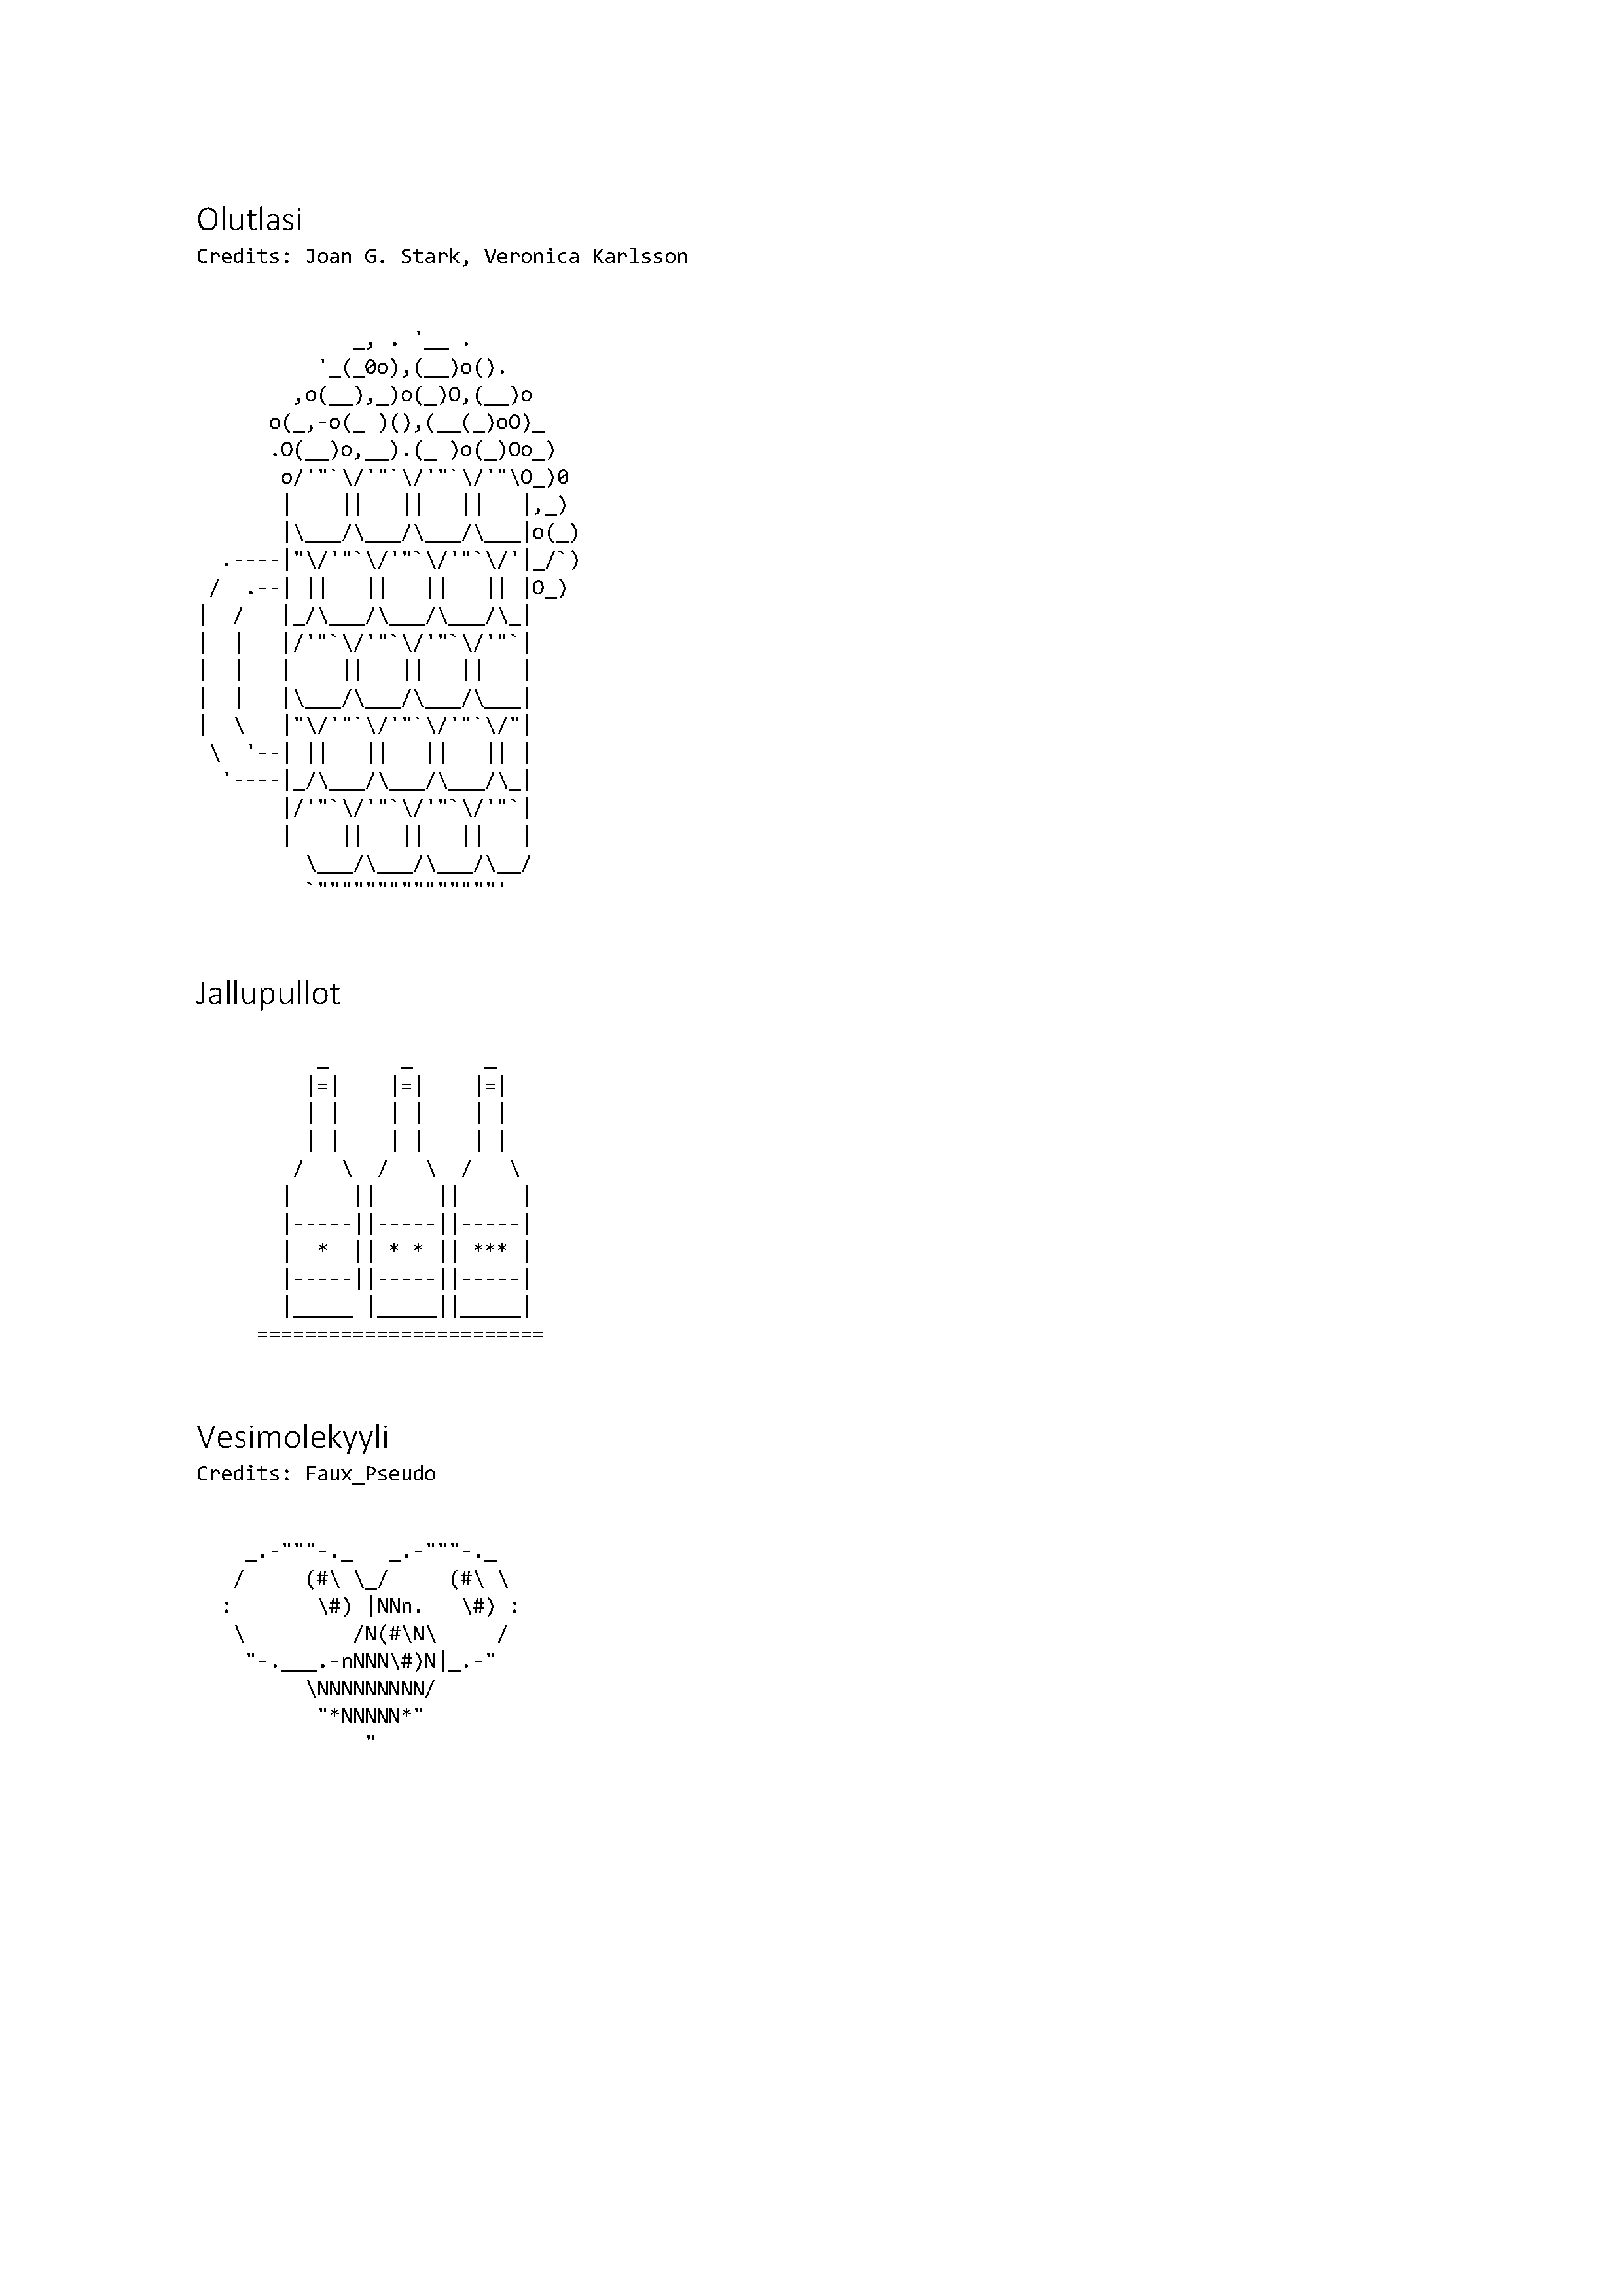 Olutlasi
Credits: Joan G. Stark, Veronica Karlsson
             _, . '__ .
          '_(_0o),(__)o().
        ,o(__),_)o(_)O,(__)o
      o(_,-o(_ )(),(__(_)oO)_
      .O(__)o,__).(_ )o(_)Oo_)
       o/'"`\/'"`\/'"`\/'"\O_)0
       |    ||   ||   ||   |,_)
       |\___/\___/\___/\___|o(_)
  .----|"\/'"`\/'"`\/'"`\/'|_/`)
 /  .--| ||   ||   ||   || |O_)
|  /   |_/\___/\___/\___/\_|
|  |   |/'"`\/'"`\/'"`\/'"`|
|  |   |    ||   ||   ||   |
|  |   |\___/\___/\___/\___|
|  \   |"\/'"`\/'"`\/'"`\/"|
 \  '--| ||   ||   ||   || |
  '----|_/\___/\___/\___/\_|
       |/'"`\/'"`\/'"`\/'"`|
       |    ||   ||   ||   |
         \___/\___/\___/\__/
         `"""""""""""""""'
Jallupullot
          _      _      _
         |=|    |=|    |=|
         | |    | |    | |
         | |    | |    | |
        /   \  /   \  /   \
       |     ||     ||     |
       |-----||-----||-----|
       |  *  || * * || *** |
       |-----||-----||-----|
       |_____ |_____||_____|
     ========================
Vesimolekyyli
Credits: Faux_Pseudo
    _.-"""-._   _.-"""-._
   /     (#\ \_/     (#\ \
  :       \#) |NNn.   \#) :
   \         /N(#\N\     /
    "-.___.-nNNN\#)N|_.-"
         \NNNNNNNNN/
          "*NNNNN*"
              "